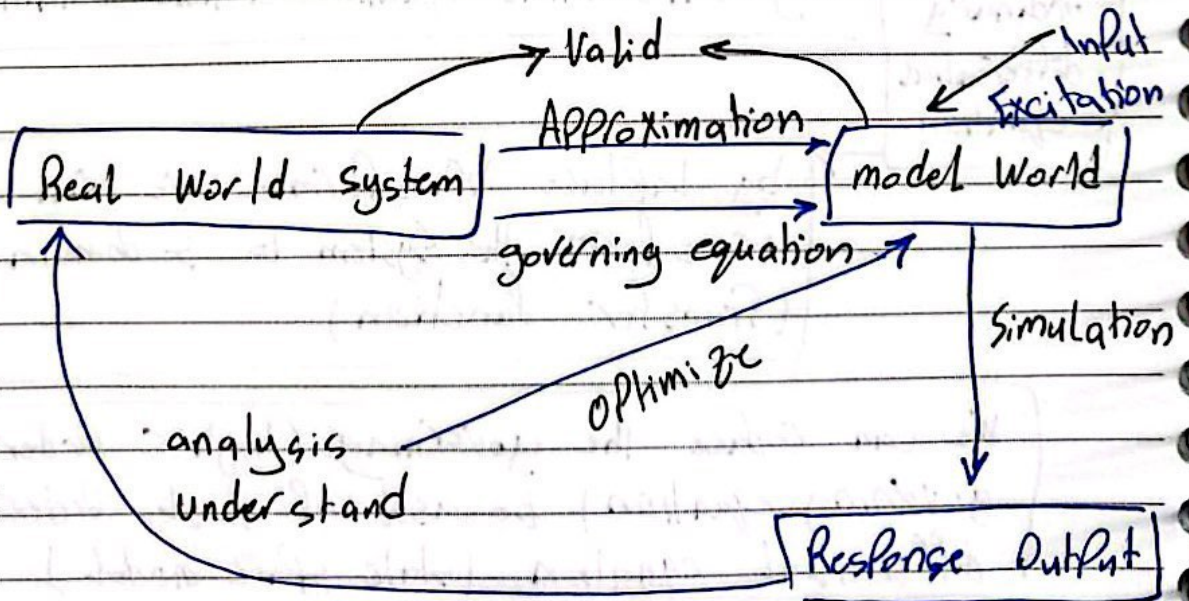 Valid
Input
Excitation
Approximation
Real World System
model World
governing equation
Simulation
optimize
analysis
understand
Response Output